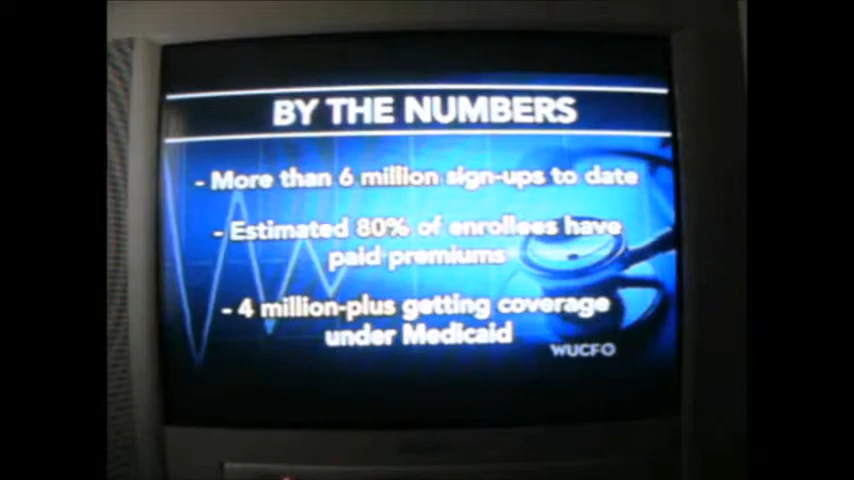 BY THE NUMBERS
- More than 6 million sign-ups to date
- Estimated 80% of enrollees have
paid premiums
- 4 million-plus getting coverage
under Medicaid
WUCFO